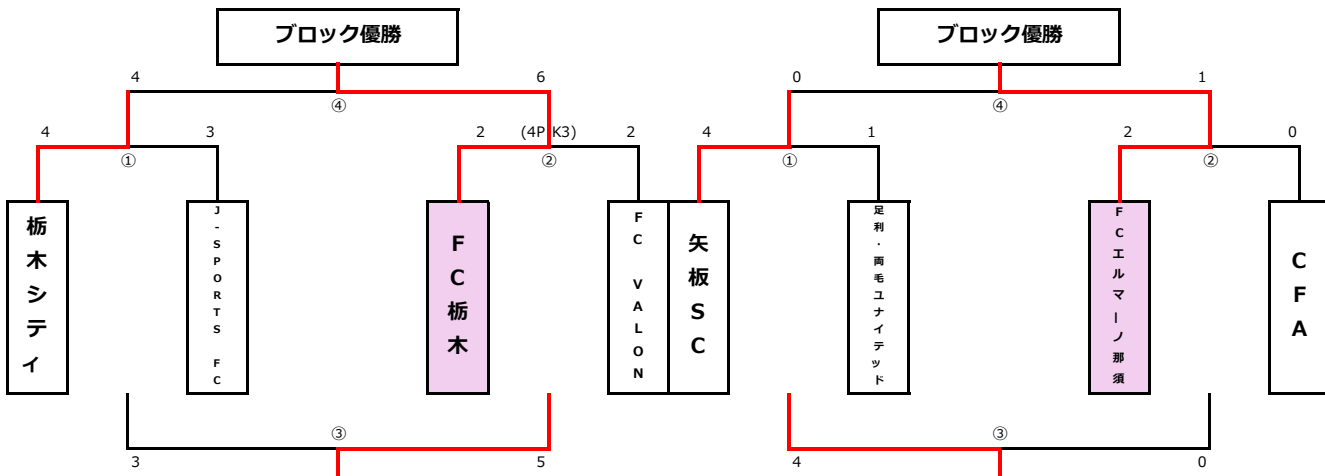 ブロック優勝 ブロック優勝
4 6 0 1
④ ④
4 3 2 (4PK3) 2 4 1 2 0
① ② ① ②
栃木シティ
J-SPORTS FC
FC栃木
FC VALON
矢板SC
足利・両毛ユナイテッド
FCエルマーノ那須
CFA
③ ③
3 5 4 0